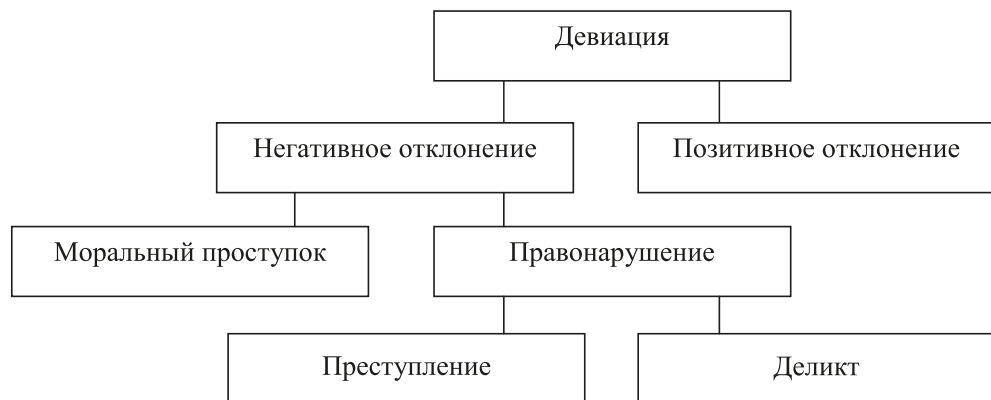 Девиация
Негативное отклонение
Позитивное отклонение
Моральный проступок
Правонарушение
Преступление
Деликт